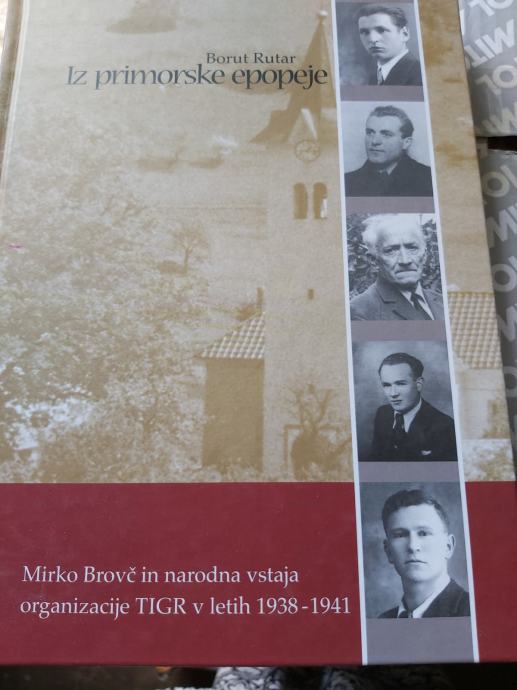 Borut Rutar
Iz primorske epopeje
Mirko Brovč in narodna vstaja
organizacije TIGR v letih 1938-1941